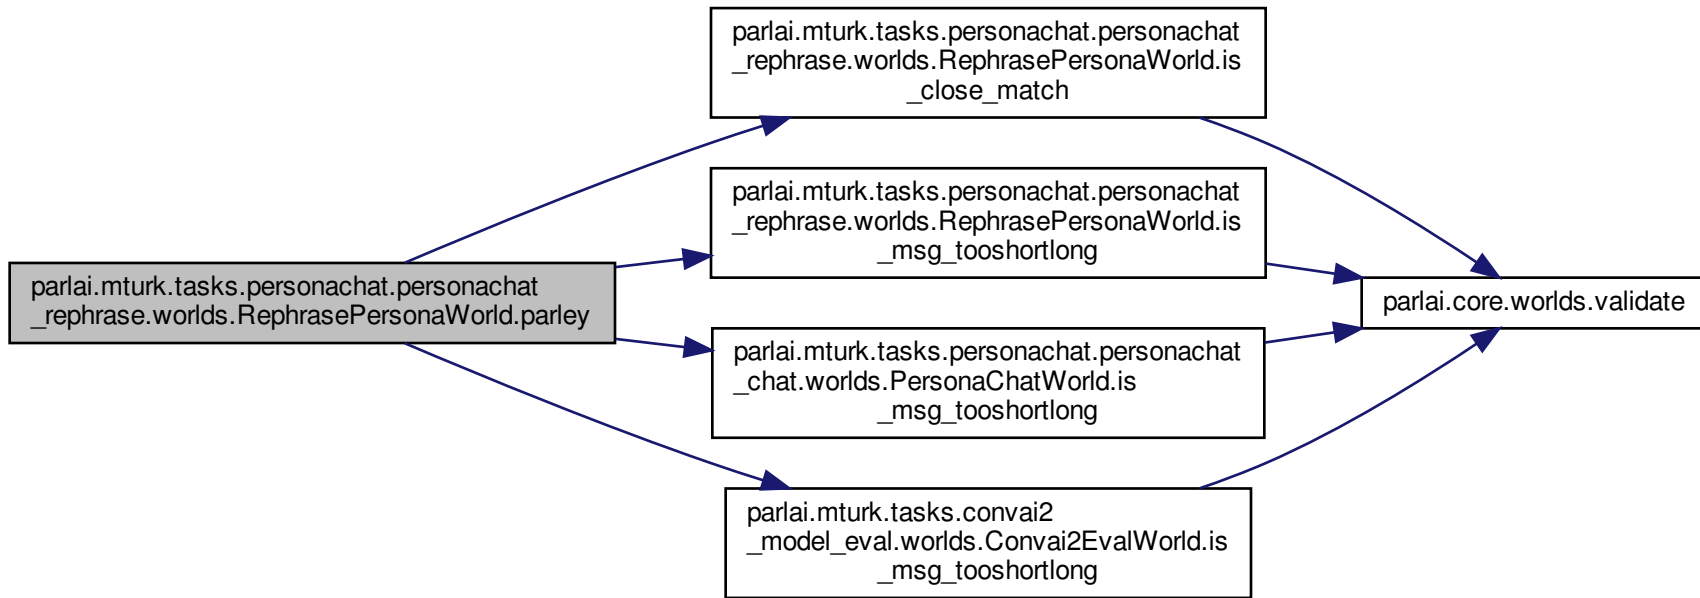 parlai.mturk.tasks.personachat.personachat
_rephrase.worlds.RephrasePersonaWorld.parley
parlai.mturk.tasks.personachat.personachat
_rephrase.worlds.RephrasePersonaWorld.is
_close_match
parlai.mturk.tasks.personachat.personachat
_rephrase.worlds.RephrasePersonaWorld.is
_msg_tooshortlong
parlai.mturk.tasks.personachat.personachat
_chat.worlds.PersonaChatWorld.is
_msg_tooshortlong
parlai.mturk.tasks.convai2
_model_eval.worlds.Convai2EvalWorld.is
_msg_tooshortlong
parlai.core.worlds.validate